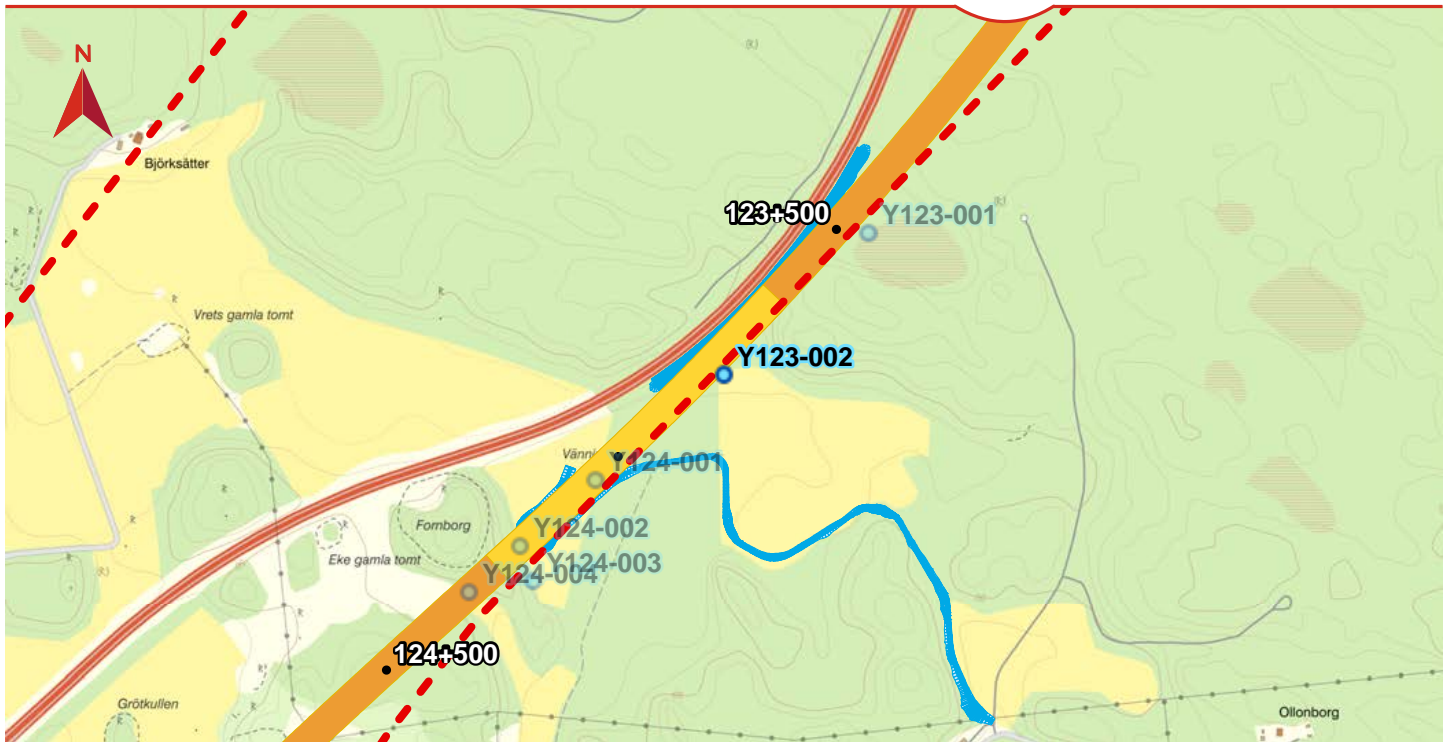 N
Björksätter
123+500
Y123-001
Vrets gamla tomt
Y123-002
Y124-001
Fornborg
Y124-002
Eke gamla tomt
Y124-003
Y124-004
124+500
Grötkullen
Ollonborg